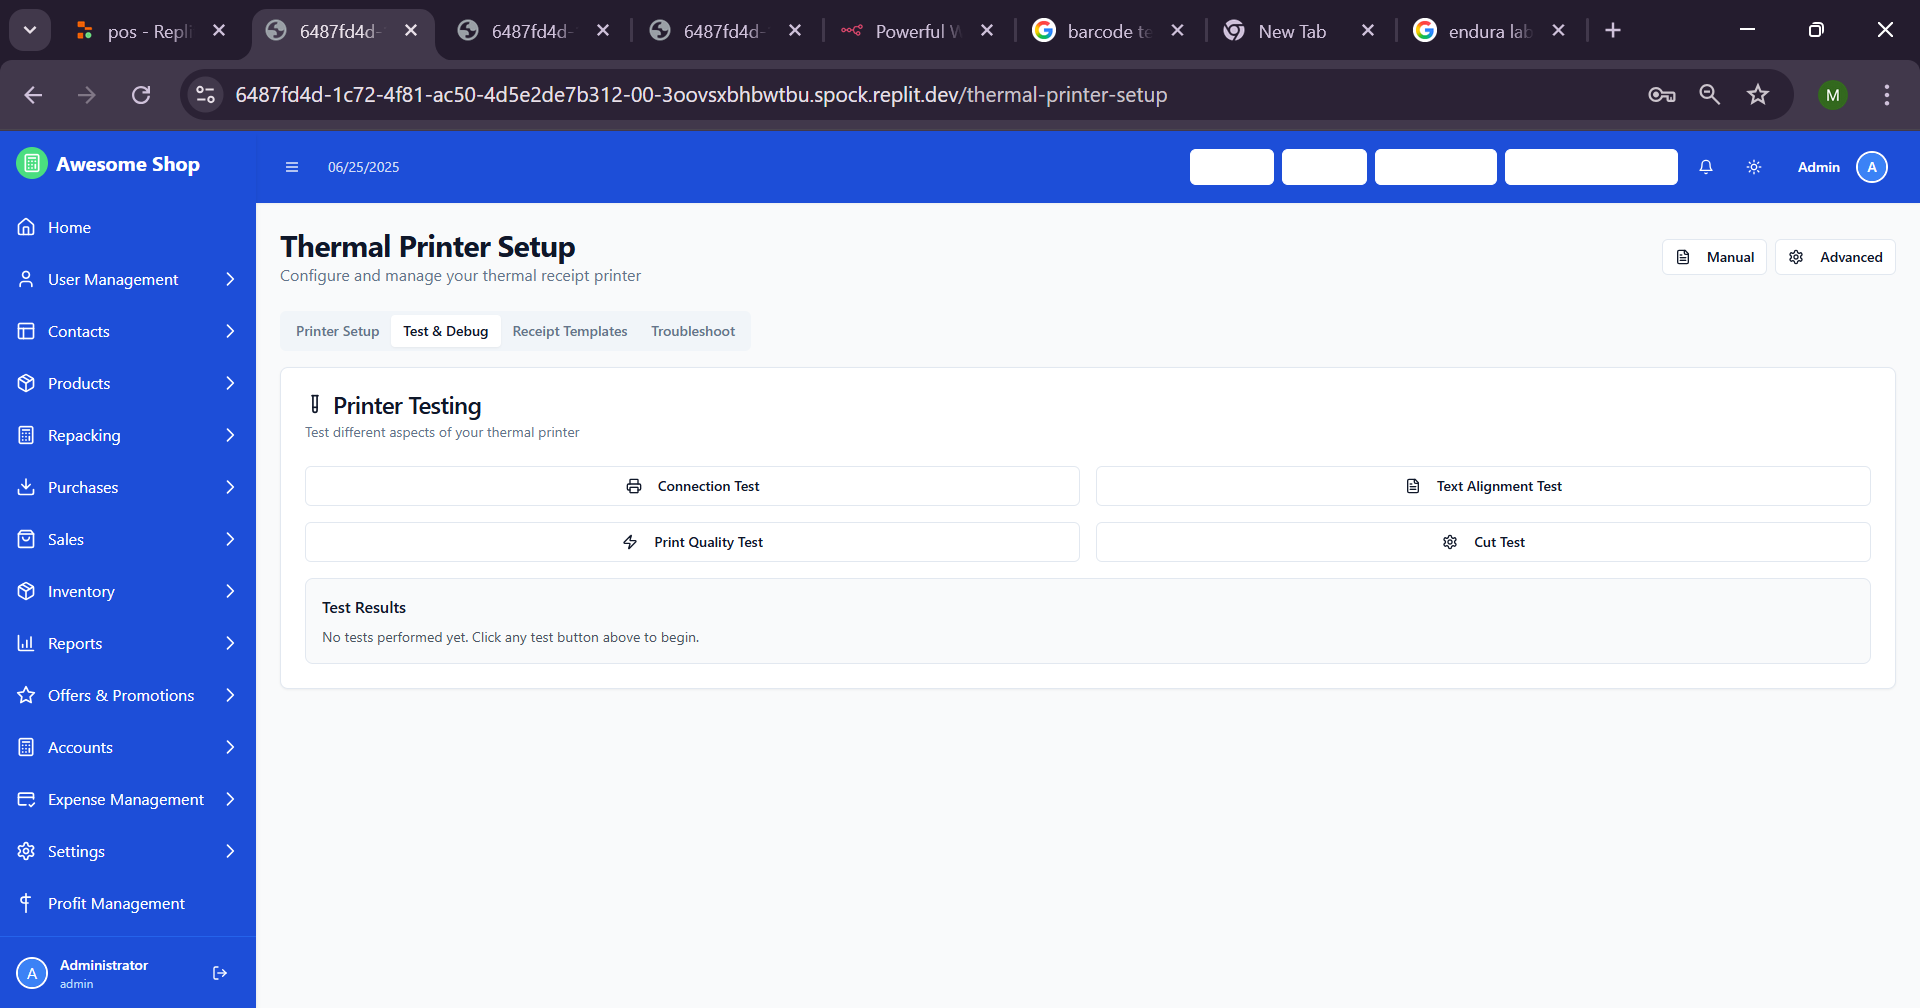 pos - Repl
6487fd4d-
6487fd4d-
6487fd4d-
Powerful W
barcode te
New Tab
endura lab
6487fd4d-1c72-4f81-ac50-4d5e2de7b312-00-3oovsxbhbwtbu.spock.replit.dev/thermal-printer-setup
M
Awesome Shop
06/25/2025
Admin
A
Home
User Management
Contacts
Products
Repacking
Purchases
Sales
Inventory
Reports
Offers & Promotions
Accounts
Expense Management
Settings
Profit Management
A
Administrator
admin
Thermal Printer Setup
Configure and manage your thermal receipt printer
Manual
Advanced
Printer Setup
Test & Debug
Receipt Templates
Troubleshoot
Printer Testing
Test different aspects of your thermal printer
Connection Test
Text Alignment Test
Print Quality Test
Cut Test
Test Results
No tests performed yet. Click any test button above to begin.